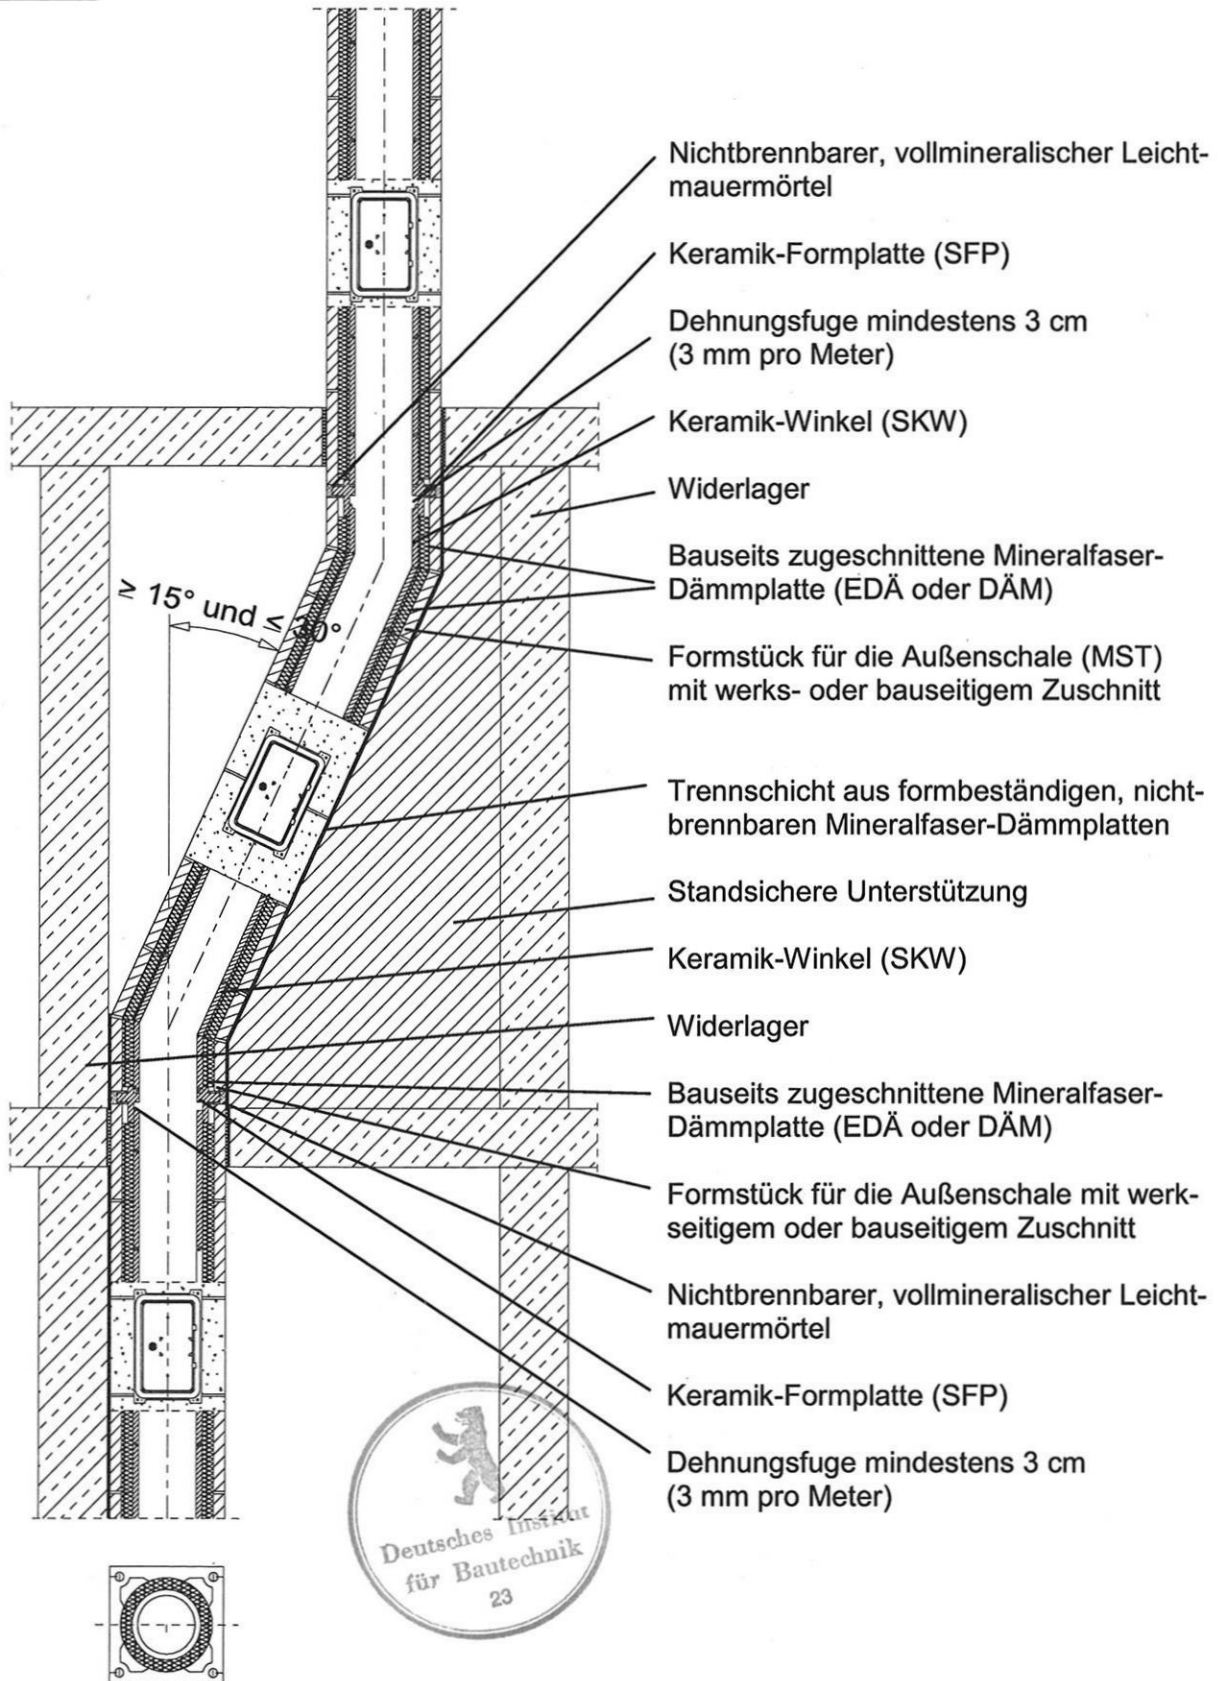 Nichtbrennbarer, vollmineralischer Leicht-
mauermörtel
Keramik-Formplatte (SFP)
Dehnungsfuge mindestens 3 cm
(3 mm pro Meter)
Keramik-Winkel (SKW)
Widerlager
Bauseits zugeschnittene Mineralfaser-
Dämmplatte (EDÄ oder DÄM)
≥ 15° und ≤ 30°
Formstück für die Außenschale (MST)
mit werks- oder bauseitigem Zuschnitt
Trennschicht aus formbeständigen, nicht-
brennbaren Mineralfaser-Dämmplatten
Standsichere Unterstützung
Keramik-Winkel (SKW)
Widerlager
Bauseits zugeschnittene Mineralfaser-
Dämmplatte (EDÄ oder DÄM)
Formstück für die Außenschale mit werk-
seitigem oder bauseitigem Zuschnitt
Nichtbrennbarer, vollmineralischer Leicht-
mauermörtel
Keramik-Formplatte (SFP)
Dehnungsfuge mindestens 3 cm
(3 mm pro Meter)
Deutsches Institut
für Bautechnik
23